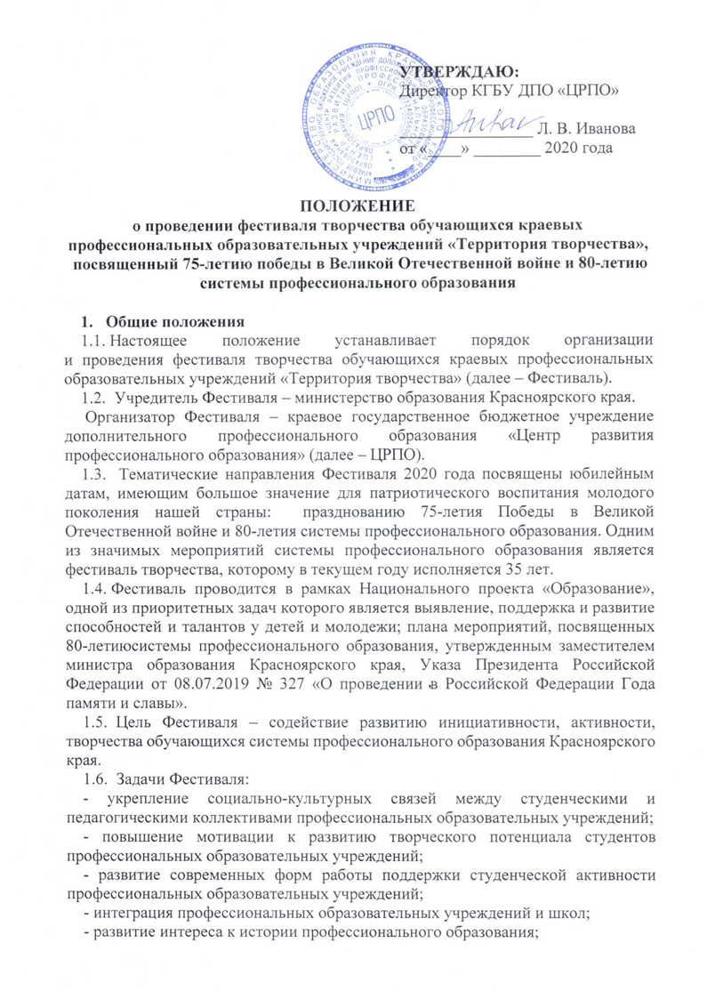 УТВЕРЖДАЮ:
Директор КГБУ ДПО «ЦРПО»
________________ Л. В. Иванова
от «____» ________ 2020 года
ЦРПО
ПОЛОЖЕНИЕ
о проведении фестиваля творчества обучающихся краевых
профессиональных образовательных учреждений «Территория творчества»,
посвященный 75-летию победы в Великой Отечественной войне и 80-летию
системы профессионального образования
1. Общие положения
1.1. Настоящее положение устанавливает порядок организации
и проведения фестиваля творчества обучающихся краевых профессиональных
образовательных учреждений «Территория творчества» (далее – Фестиваль).
1.2. Учредитель Фестиваля – министерство образования Красноярского края.
Организатор Фестиваля – краевое государственное бюджетное учреждение
дополнительного профессионального образования «Центр развития
профессионального образования» (далее – ЦРПО).
1.3. Тематические направления Фестиваля 2020 года посвящены юбилейным
датам, имеющим большое значение для патриотического воспитания молодого
поколения нашей страны: празднованию 75-летия Победы в Великой
Отечественной войне и 80-летия системы профессионального образования. Одним
из значимых мероприятий системы профессионального образования является
фестиваль творчества, которому в текущем году исполняется 35 лет.
1.4. Фестиваль проводится в рамках Национального проекта «Образование»,
одной из приоритетных задач которого является выявление, поддержка и развитие
способностей и талантов у детей и молодежи; плана мероприятий, посвященных
80-летиюсистемы профессионального образования, утвержденным заместителем
министра образования Красноярского края, Указа Президента Российской
Федерации от 08.07.2019 № 327 «О проведении в Российской Федерации Года
памяти и славы».
1.5. Цель Фестиваля – содействие развитию инициативности, активности,
творчества обучающихся системы профессионального образования Красноярского
края.
1.6. Задачи Фестиваля:
- укрепление социально-культурных связей между студенческими и
педагогическими коллективами профессиональных образовательных учреждений;
- повышение мотивации к развитию творческого потенциала студентов
профессиональных образовательных учреждений;
- развитие современных форм работы поддержки студенческой активности
профессиональных образовательных учреждений;
- интеграция профессиональных образовательных учреждений и школ;
- развитие интереса к истории профессионального образования;